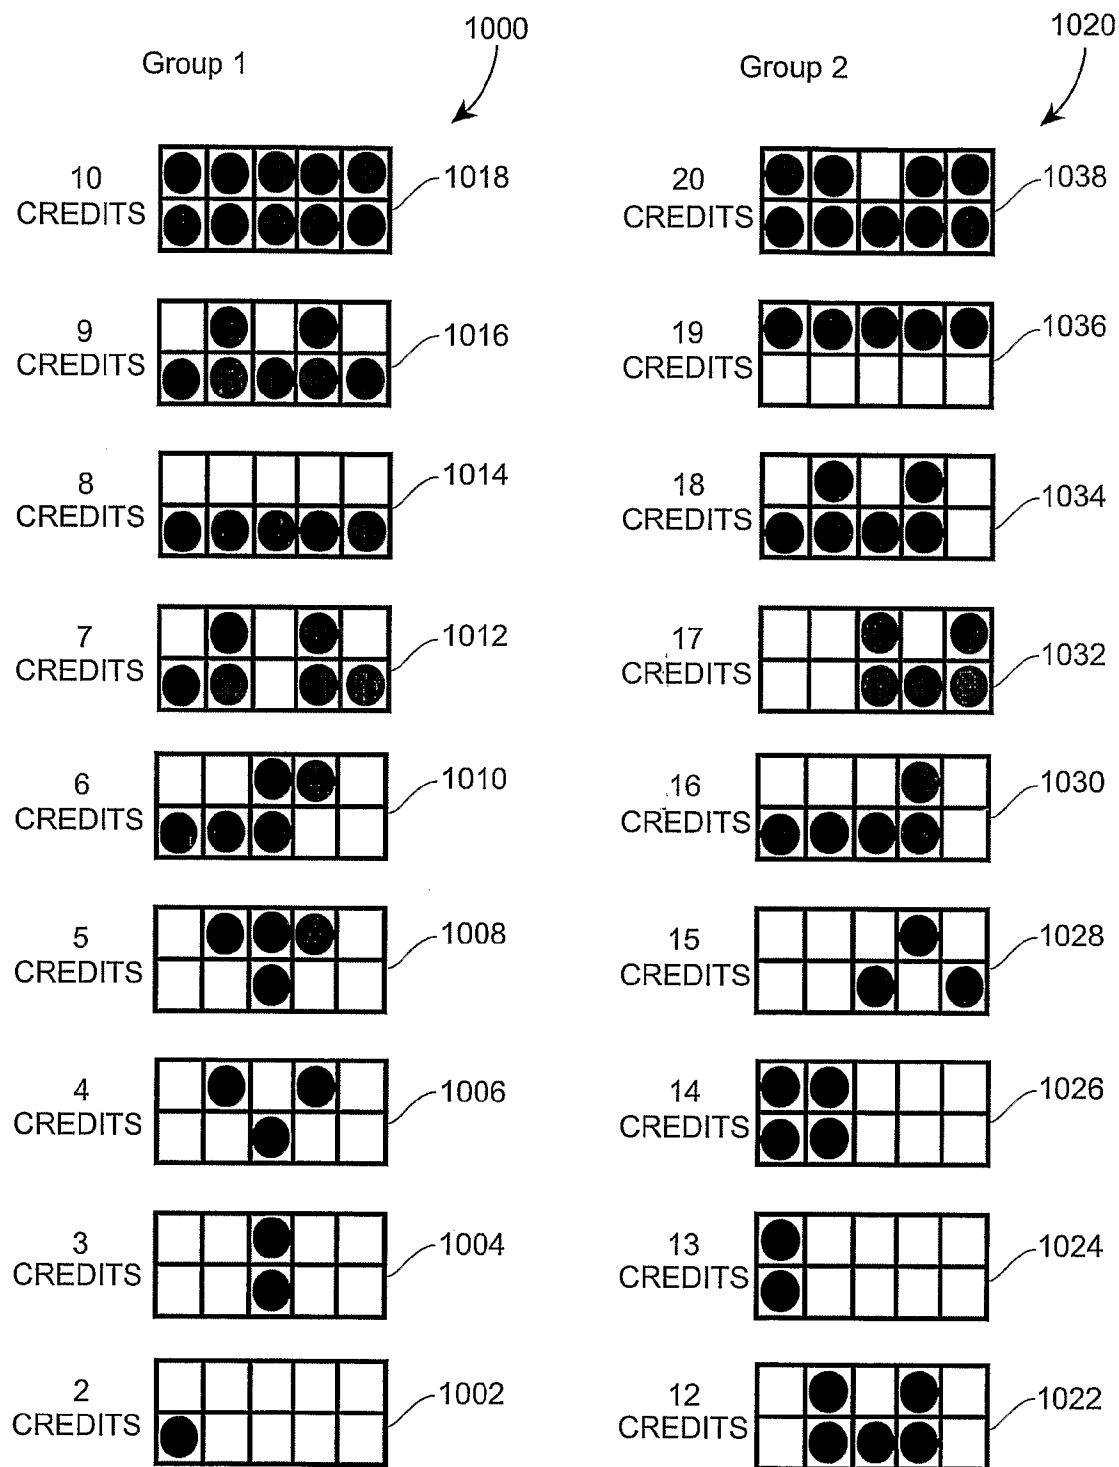 1000
1020
Group 1
Group 2
10
CREDITS
1018
20
CREDITS
1038
9
CREDITS
1016
19
CREDITS
1036
8
CREDITS
1014
18
CREDITS
1034
7
CREDITS
1012
17
CREDITS
1032
6
CREDITS
1010
16
CREDITS
1030
5
CREDITS
1008
15
CREDITS
1028
4
CREDITS
1006
14
CREDITS
1026
3
CREDITS
1004
13
CREDITS
1024
2
CREDITS
1002
12
CREDITS
1022